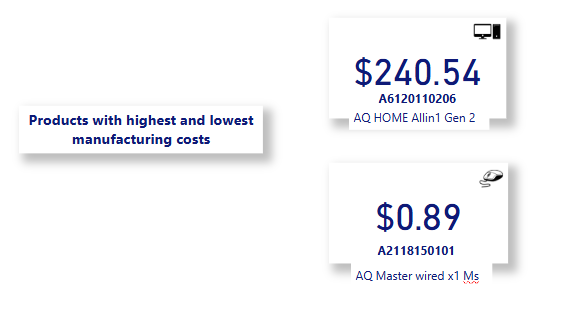 Products with highest and lowest
manufacturing costs
$240.54
A6120110206
AQ HOME Allin1 Gen 2
$0.89
A2118150101
AQ Master wired x1 Ms